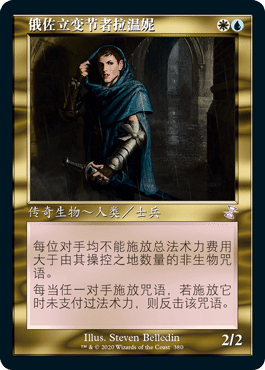 俄佐立变节者拉温妮
传奇生物～人类／士兵
每位对手均不能施放总法术力费用
大于由其操控之地数量的非生物咒
语。
每当任一对手施放咒语，若施放它
时未支付过法术力，则反击该咒语。
Illus. Steven Belledin
2/2
™ & © 2020 Wizards of the Coast 380